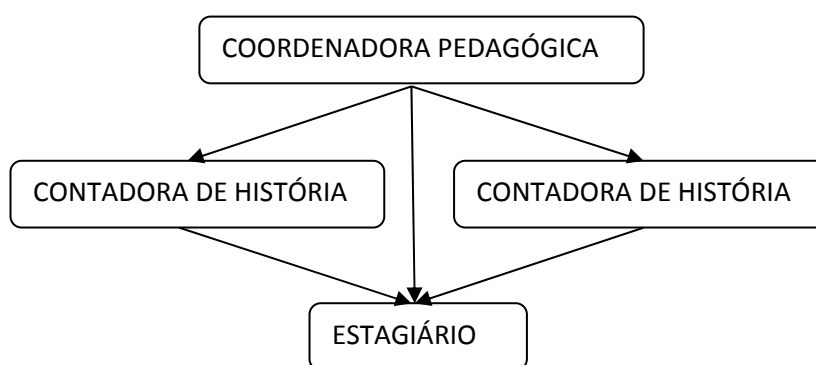 COORDENADORA PEDAGÓGICA
CONTADORA DE HISTÓRIA
CONTADORA DE HISTÓRIA
ESTAGIÁRIO